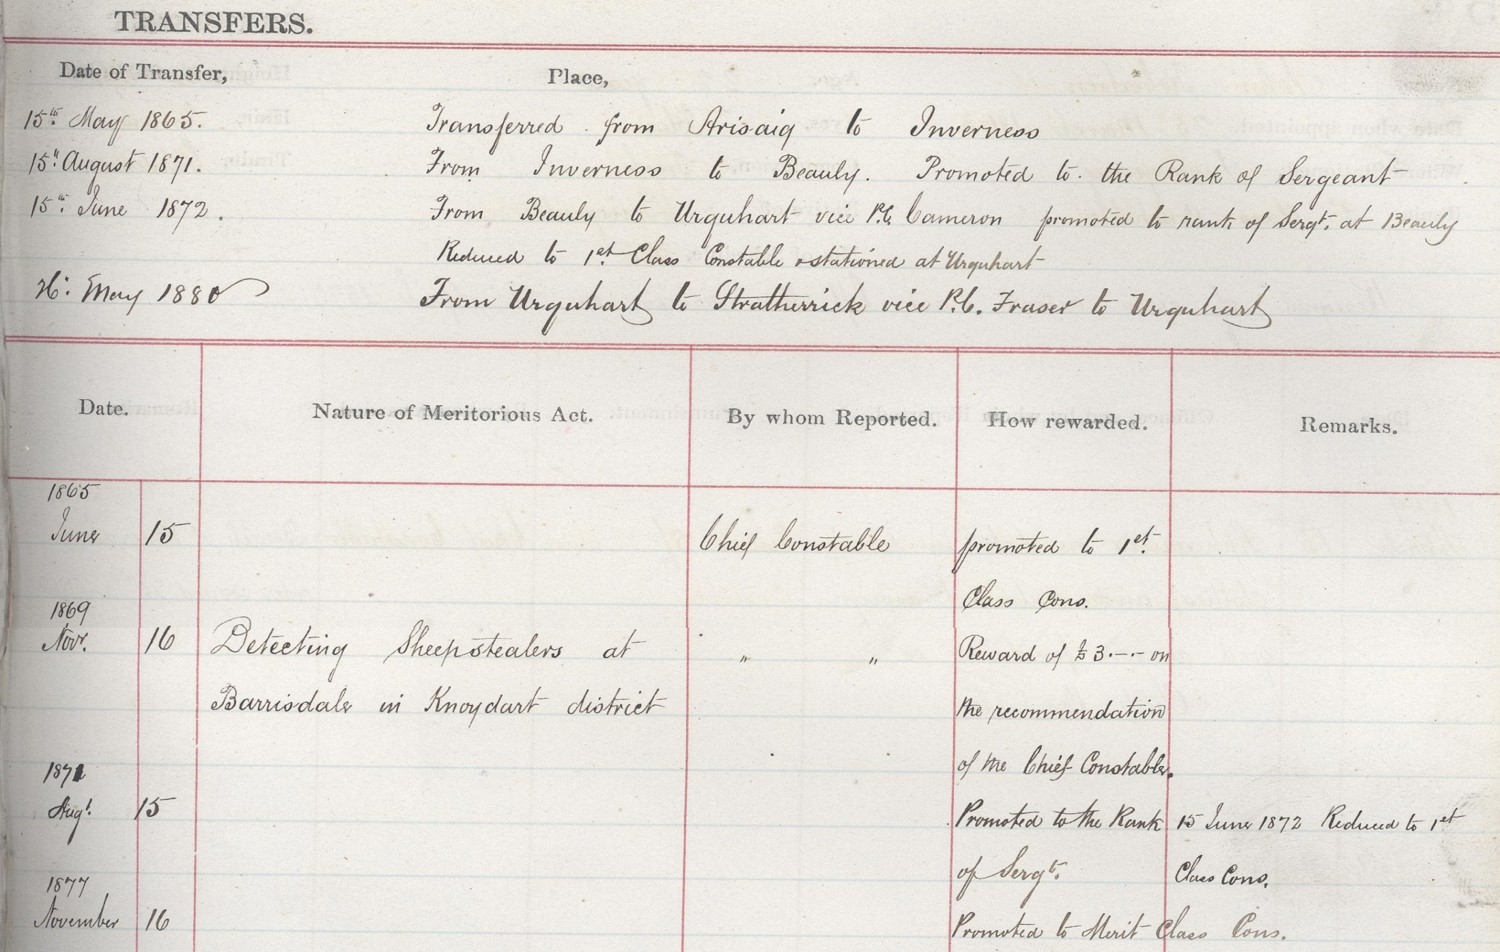 TRANSFERS.
Date of Transfer, Place,
15th May 1865. Transferred from Arisaig to Inverness
15th August 1871. From Inverness to Beauly. Promoted to the Rank of Sergeant
15th June 1872. From Beauly to Urquhart vice P.C. Cameron promoted to rank of Sergt. at Beauly
Reduced to 1st Class Constable & stationed at Urquhart
May 1880 From Urquhart to Stratherrick vice P.C. Fraser to Urquhart
Date. Nature of Meritorious Act. By whom Reported. How rewarded. Remarks.
1865
June 15 Chief Constable promoted to 1st
Class Cons.
1869
Novr. 16 Detecting Sheepstealers at " " Reward of £3.-.- on
Barrisdale in Knoydart district the recommendation
of the Chief Constable.
1871
Augt. 15 Promoted to the Rank 15 June 1872 Reduced to 1st
of Sergt. Class Cons.
1877
November 16 Promoted to Merit Class Cons.